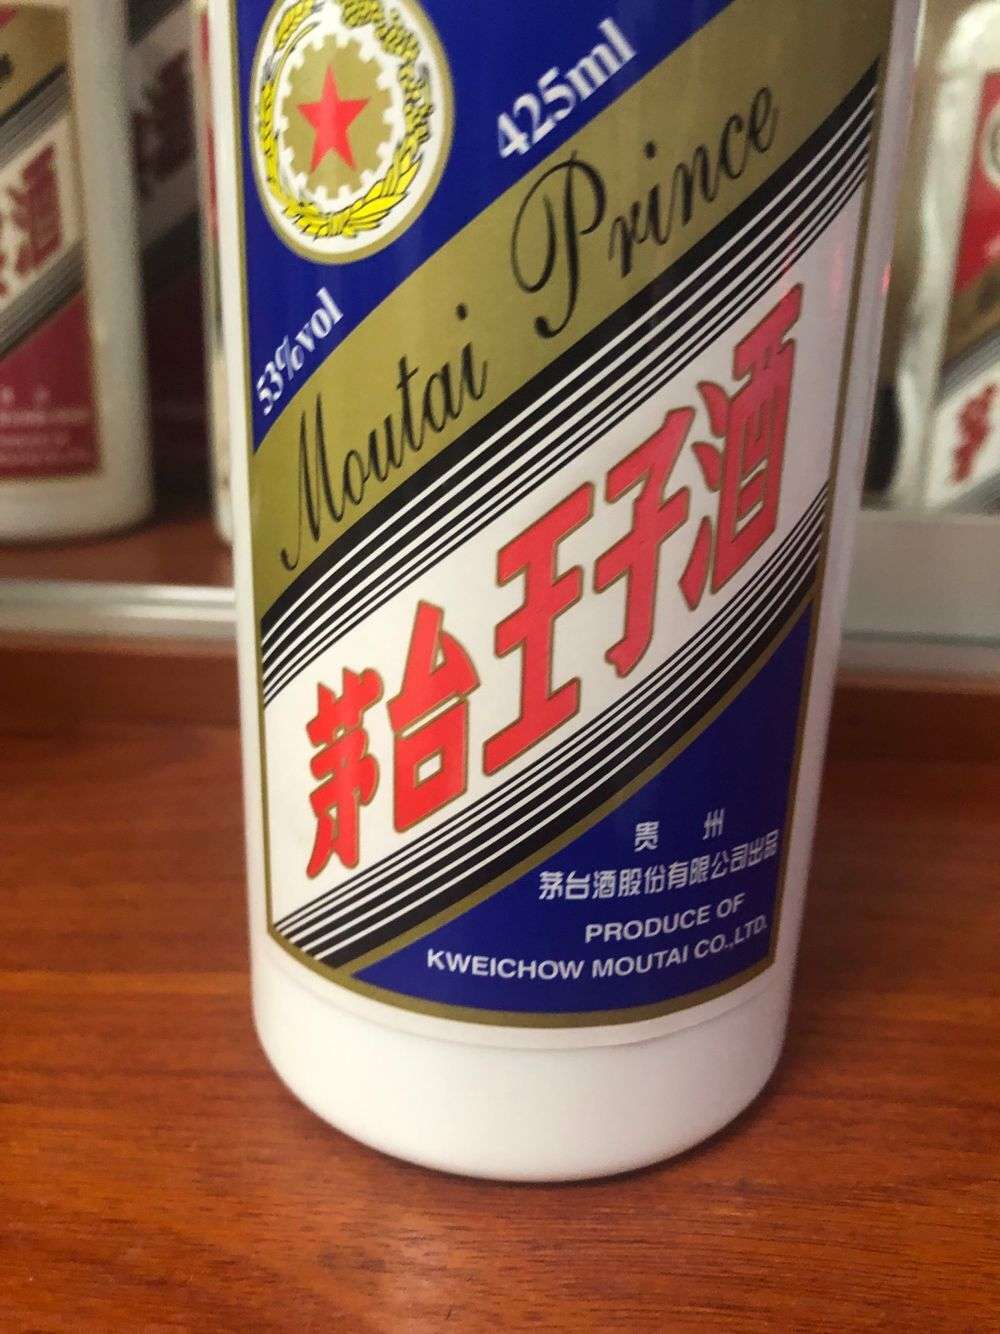 425ml
53%vol
Moutai Prince
茅台王子酒
贵 州
茅台酒股份有限公司出品
PRODUCE OF
KWEICHOW MOUTAI CO.,LTD.